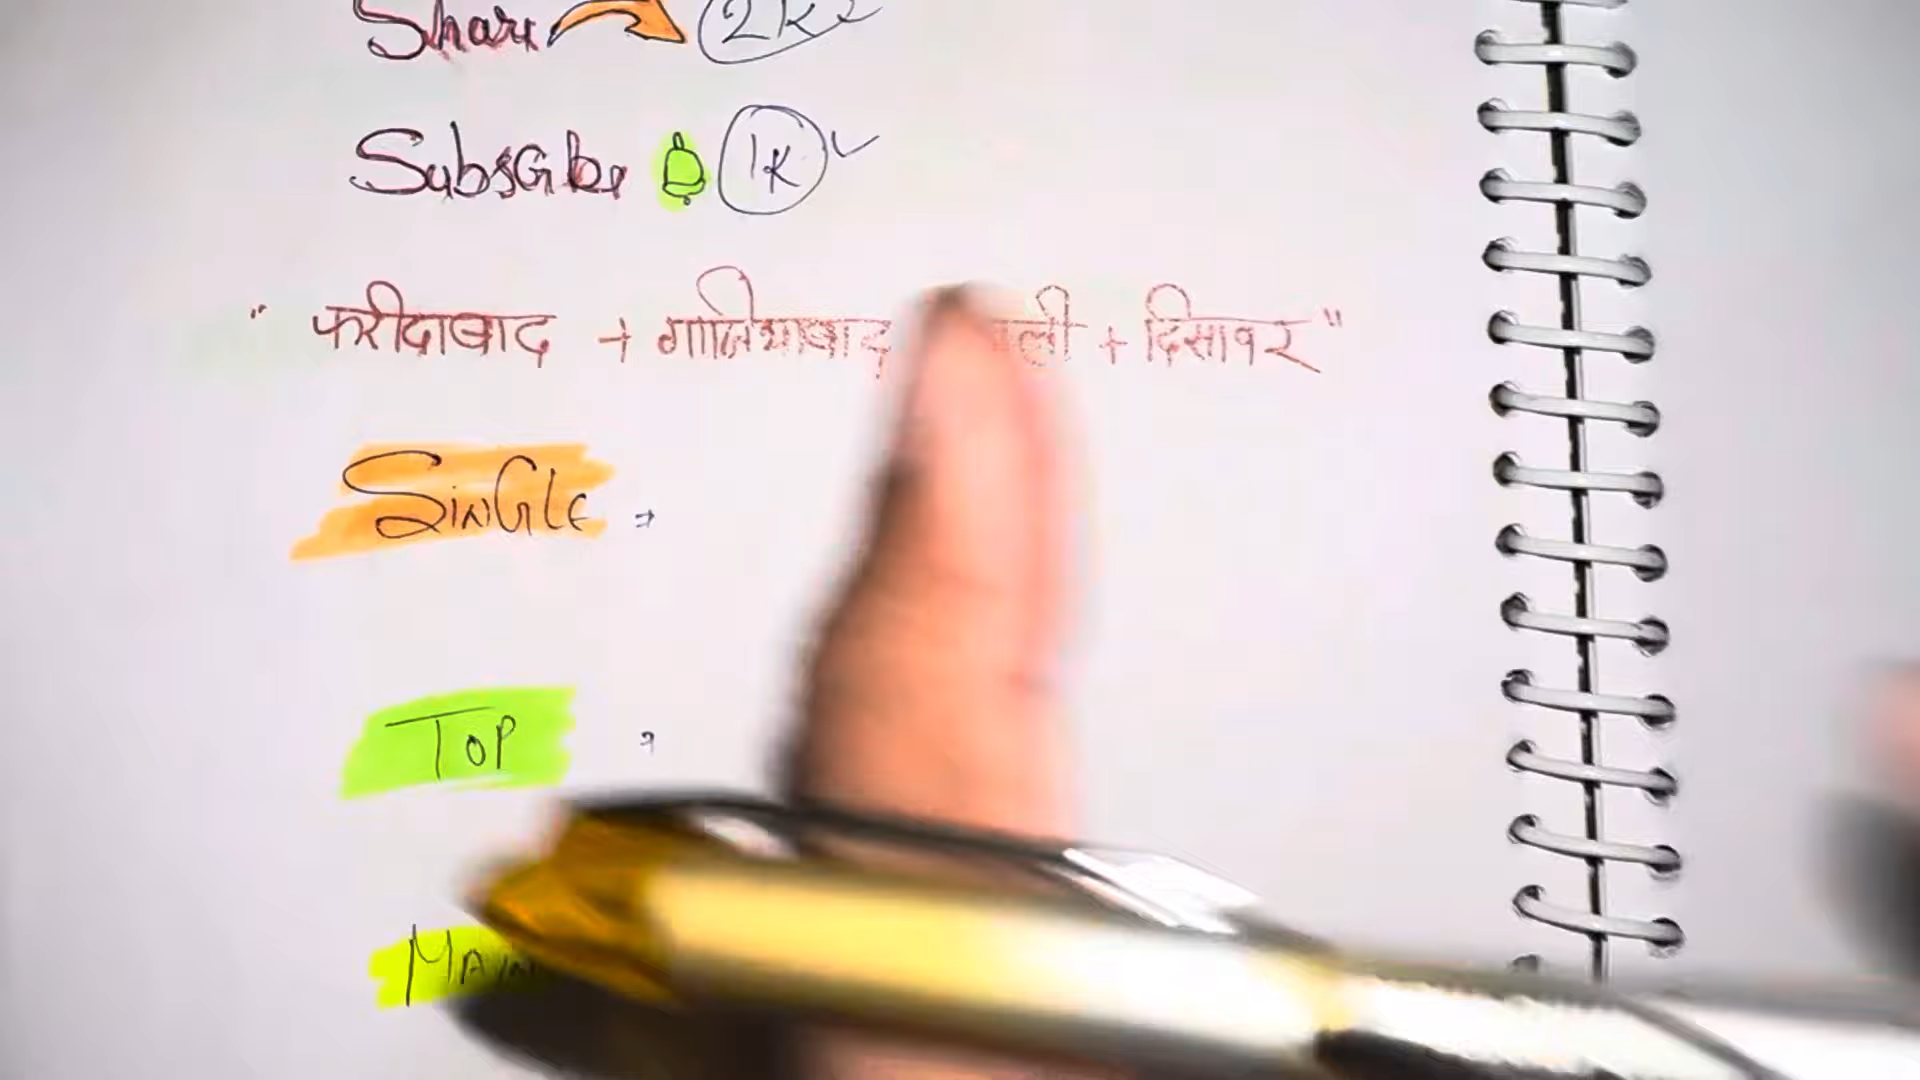 Share 2k
Subscribe 1k
" फरीदाबाद + गाजियाबाद + दिसावर "
SINGLE
TOP